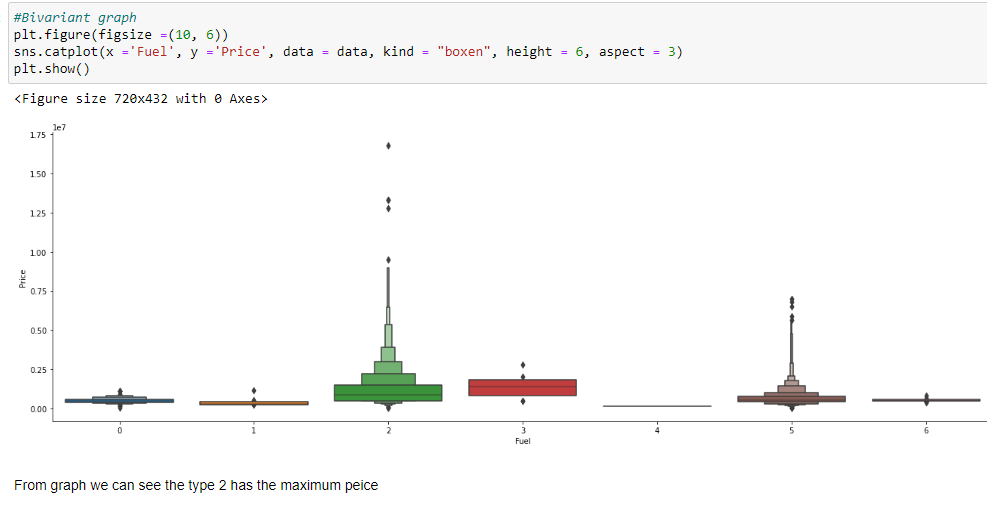 #Bivariant graph
plt.figure(figsize =(10, 6))
sns.catplot(x ='Fuel', y ='Price', data = data, kind = "boxen", height = 6, aspect = 3)
plt.show()
<Figure size 720x432 with 0 Axes>
1e7
1.75
1.50
1.25
1.00
0.75
0.50
0.25
0.00
Price
0 1 2 3 4 5 6
Fuel
From graph we can see the type 2 has the maximum peice